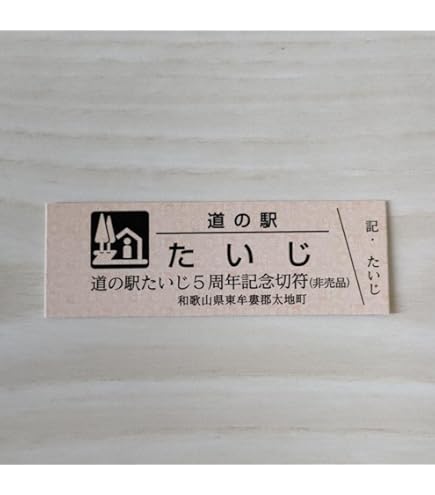 道の駅
たいじ
道の駅たいじ5周年記念切符(非売品)
和歌山県東牟婁郡太地町
記・たいじ